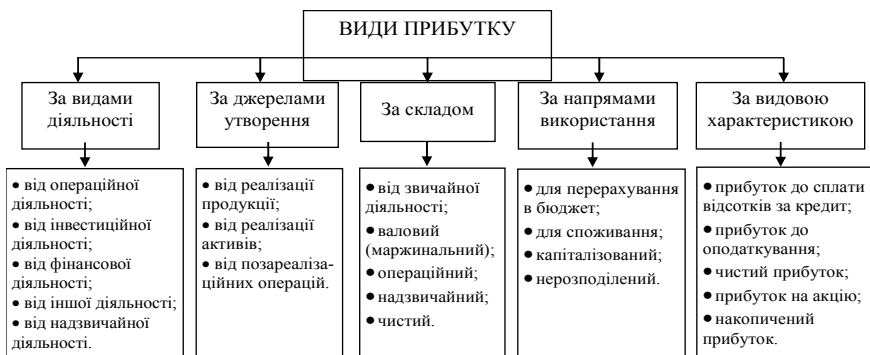 ВИДИ ПРИБУТКУ
За видами
діяльності
За джерелами
утворення
За складом
За напрямами
використання
За видовою
характеристикою
• від операційної
діяльності;
• від інвестиційної
діяльності;
• від фінансової
діяльності;
• від іншої діяльності;
• від надзвичайної
діяльності.
• від реалізації
продукції;
• від реалізації
активів;
• від позареаліза-
ційних операцій.
• від звичайної
діяльності;
• валовий
(маржинальний);
• операційний;
• надзвичайний;
• чистий.
• для перерахування
в бюджет;
• для споживання;
• капіталізований;
• нерозподілений.
• прибуток до сплати
відсотків за кредит;
• прибуток до
оподаткування;
• чистий прибуток;
• прибуток на акцію;
• накопичений
прибуток.